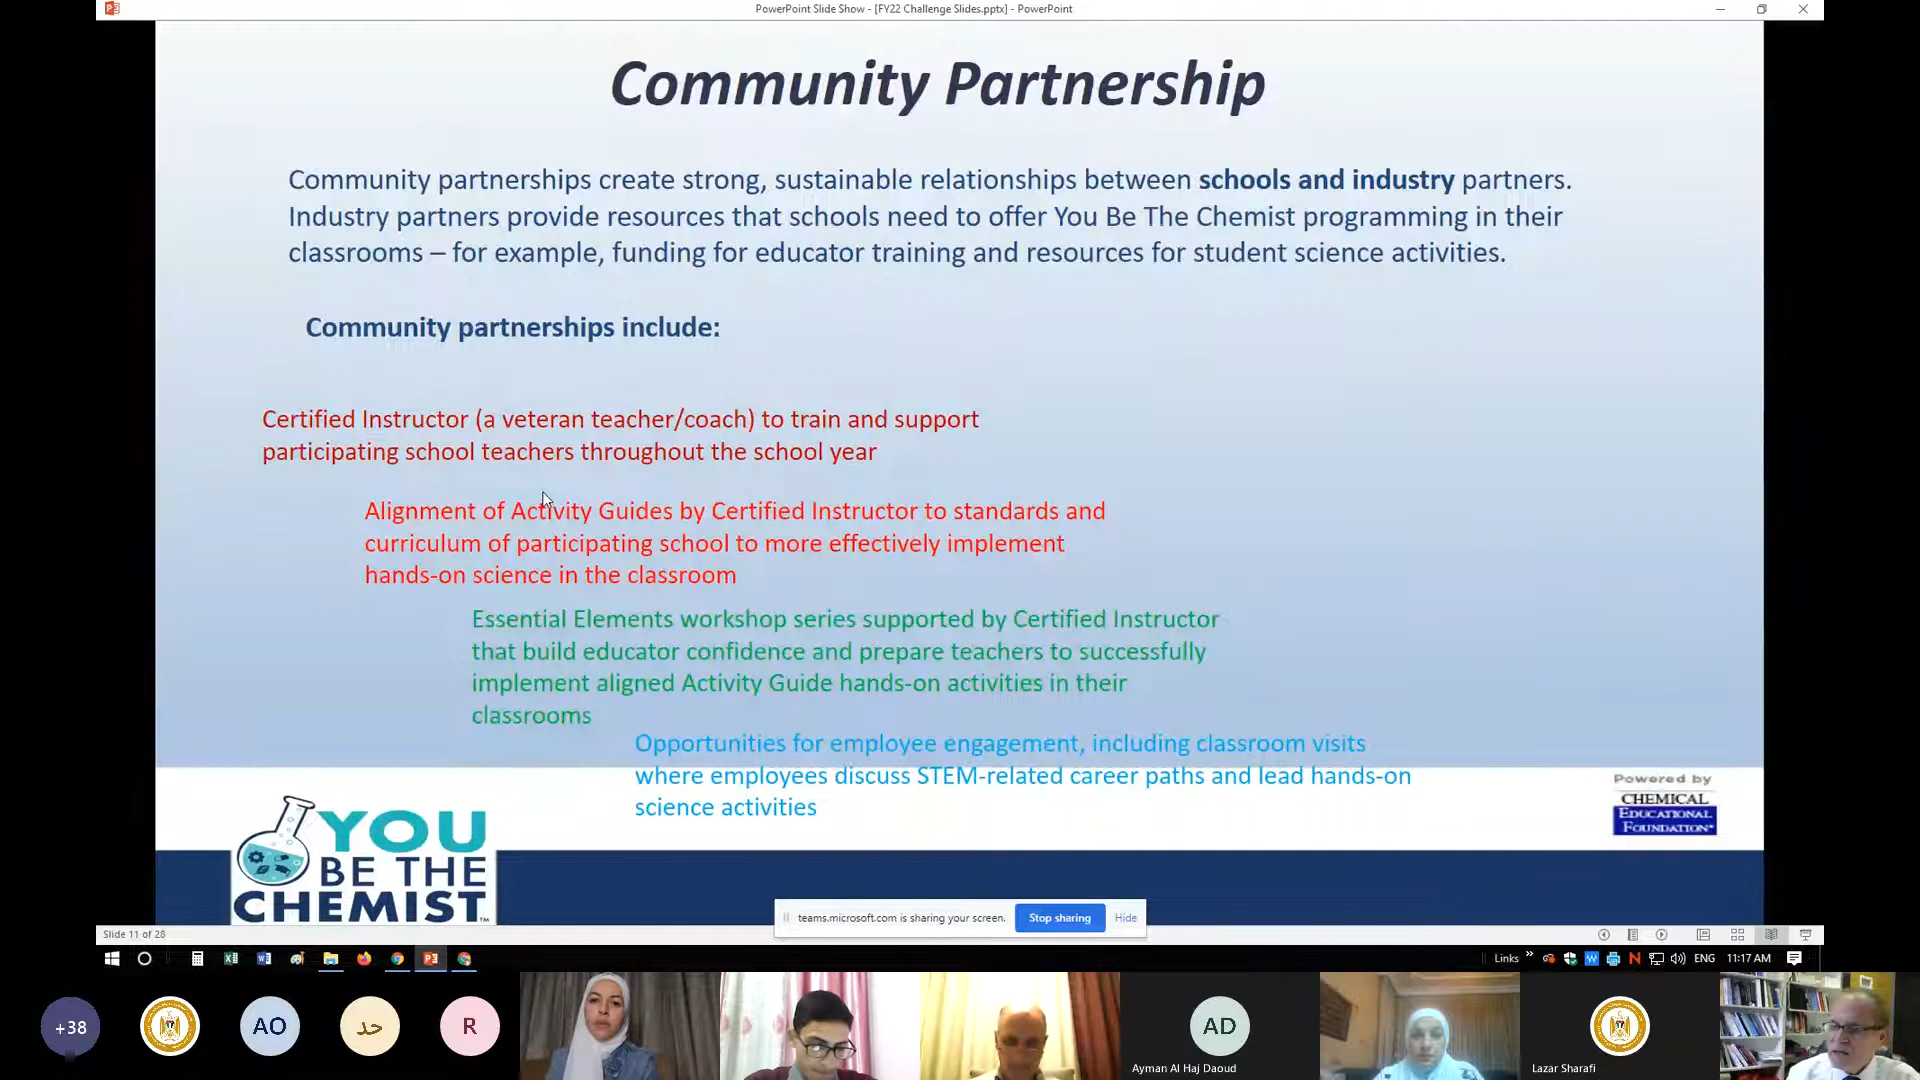 PowerPoint Slide Show - [FY22 Challenge Slides.pptx] - PowerPoint
Community Partnership
Community partnerships create strong, sustainable relationships between schools and industry partners.
Industry partners provide resources that schools need to offer You Be The Chemist programming in their
classrooms – for example, funding for educator training and resources for student science activities.
Community partnerships include:
Certified Instructor (a veteran teacher/coach) to train and support
participating school teachers throughout the school year
Alignment of Activity Guides by Certified Instructor to standards and
curriculum of participating school to more effectively implement
hands-on science in the classroom
Essential Elements workshop series supported by Certified Instructor
that build educator confidence and prepare teachers to successfully
implement aligned Activity Guide hands-on activities in their
classrooms
Opportunities for employee engagement, including classroom visits
where employees discuss STEM-related career paths and lead hands-on
science activities
Powered by
CHEMICAL
EDUCATIONAL
FOUNDATION®
YOU
BE THE
CHEMIST™
teams.microsoft.com is sharing your screen.
Stop sharing
Hide
Slide 11 of 28
Links
ENG
11:17 AM
+38
AO
حد
R
AD
Ayman Al Haj Daoud
Lazar Sharafi